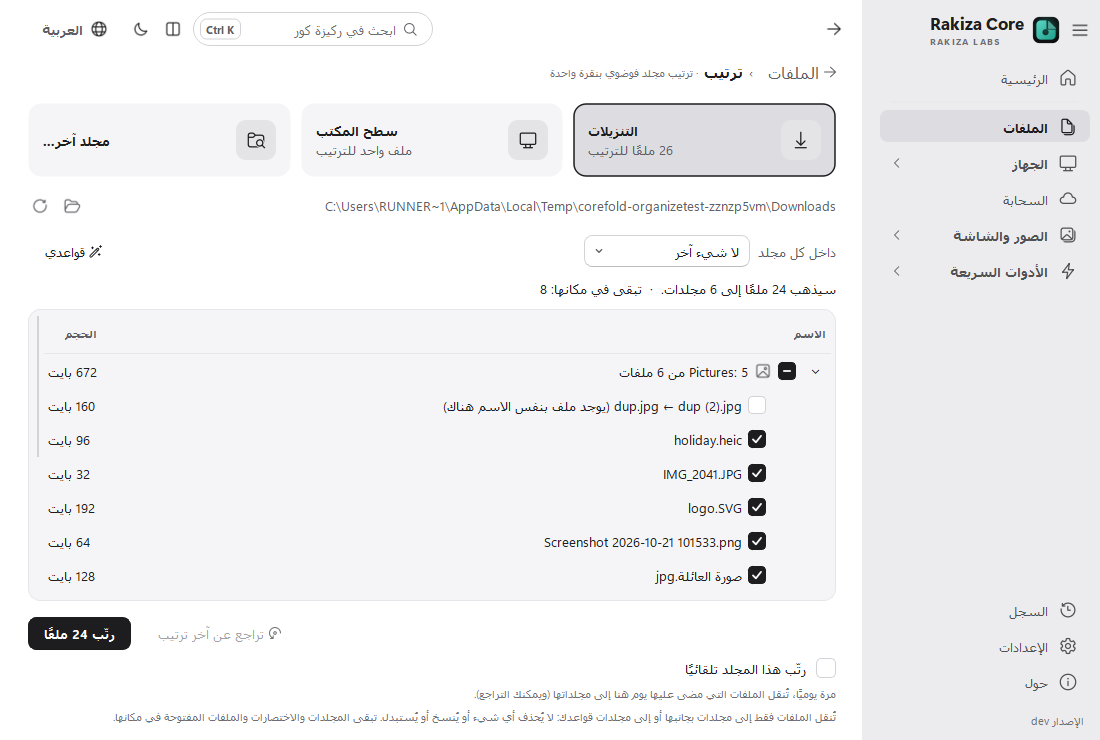 Rakiza Core
RAKIZA LABS
الرئيسية
الملفات
الجهاز
السحابة
الصور والشاشة
الأدوات السريعة
السجل
الإعدادات
حول
الإصدار dev
ابحث في ركيزة كور
Ctrl K
العربية
الملفات › ترتيب · ترتيب مجلد فوضوي بنقرة واحدة
التنزيلات
26 ملفًا للترتيب
سطح المكتب
ملف واحد للترتيب
مجلد آخر...
C:\Users\RUNNER~1\AppData\Local\Temp\corefold-organizetest-zznzp5vm\Downloads
داخل كل مجلد
لا شيء آخر
قواعدي
سيذهب 24 ملفًا إلى 6 مجلدات. · تبقى في مكانها: 8
الاسم الحجم
Pictures: 5 من 6 ملفات 672 بايت
dup.jpg ← dup (2).jpg (يوجد ملف بنفس الاسم هناك) 160 بايت
holiday.heic 96 بايت
IMG_2041.JPG 32 بايت
logo.SVG 192 بايت
Screenshot 2026-10-21 101533.png 64 بايت
صورة العائلة.jpg 128 بايت
تراجع عن آخر ترتيب
رتّب 24 ملفًا
رتّب هذا المجلد تلقائيًا
مرة يوميًا، تُنقل الملفات التي مضى عليها يوم هنا إلى مجلداتها (ويمكنك التراجع).
تُنقل الملفات فقط إلى مجلدات بجانبها أو إلى مجلدات قواعدك: لا يُحذف أي شيء أو يُنسخ أو يُستبدل. تبقى المجلدات والاختصارات والملفات المفتوحة في مكانها.